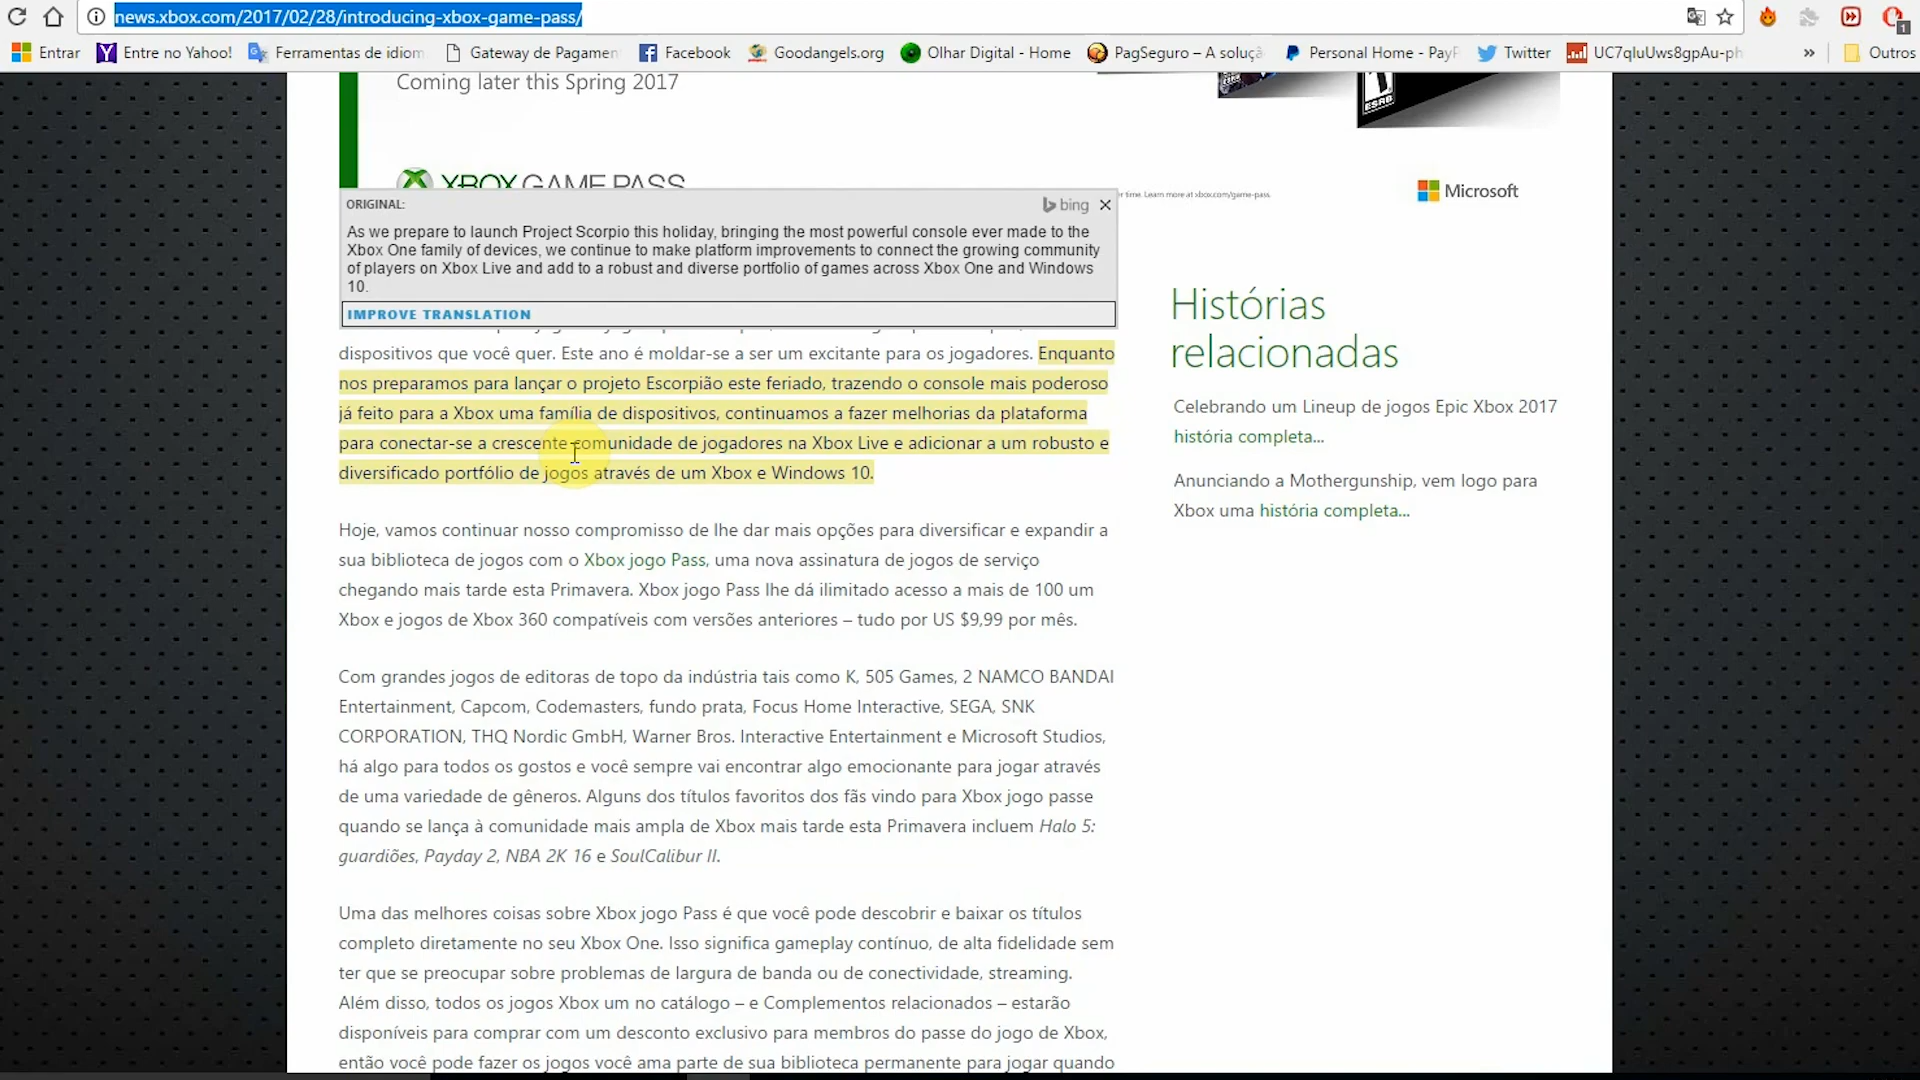 news.xbox.com/2017/02/28/introducing-xbox-game-pass/
1
Entrar
Entre no Yahoo!
Ferramentas de idiom
Gateway de Pagamen
Facebook
Goodangels.org
Olhar Digital - Home
PagSeguro – A soluçã
Personal Home - PayP
Twitter
UC7qluUws8gpAu-ph
»
Outros
Coming later this Spring 2017
ESRB
XBOX GAME PASS
Microsoft
r time. Learn more at xbox.com/game-pass.
ORIGINAL:
bing
As we prepare to launch Project Scorpio this holiday, bringing the most powerful console ever made to the
Xbox One family of devices, we continue to make platform improvements to connect the growing community
of players on Xbox Live and add to a robust and diverse portfolio of games across Xbox One and Windows
10.
IMPROVE TRANSLATION
dispositivos que você quer. Este ano é moldar-se a ser um excitante para os jogadores. Enquanto
nos preparamos para lançar o projeto Escorpião este feriado, trazendo o console mais poderoso
já feito para a Xbox uma família de dispositivos, continuamos a fazer melhorias da plataforma
para conectar-se a crescente comunidade de jogadores na Xbox Live e adicionar a um robusto e
diversificado portfólio de jogos através de um Xbox e Windows 10.
Hoje, vamos continuar nosso compromisso de lhe dar mais opções para diversificar e expandir a
sua biblioteca de jogos com o Xbox jogo Pass, uma nova assinatura de jogos de serviço
chegando mais tarde esta Primavera. Xbox jogo Pass lhe dá ilimitado acesso a mais de 100 um
Xbox e jogos de Xbox 360 compatíveis com versões anteriores – tudo por US $9,99 por mês.
Com grandes jogos de editoras de topo da indústria tais como K, 505 Games, 2 NAMCO BANDAI
Entertainment, Capcom, Codemasters, fundo prata, Focus Home Interactive, SEGA, SNK
CORPORATION, THQ Nordic GmbH, Warner Bros. Interactive Entertainment e Microsoft Studios,
há algo para todos os gostos e você sempre vai encontrar algo emocionante para jogar através
de uma variedade de gêneros. Alguns dos títulos favoritos dos fãs vindo para Xbox jogo passe
quando se lança à comunidade mais ampla de Xbox mais tarde esta Primavera incluem Halo 5:
guardiões, Payday 2, NBA 2K 16 e SoulCalibur II.
Uma das melhores coisas sobre Xbox jogo Pass é que você pode descobrir e baixar os títulos
completo diretamente no seu Xbox One. Isso significa gameplay contínuo, de alta fidelidade sem
ter que se preocupar sobre problemas de largura de banda ou de conectividade, streaming.
Além disso, todos os jogos Xbox um no catálogo – e Complementos relacionados – estarão
disponíveis para comprar com um desconto exclusivo para membros do passe do jogo de Xbox,
então você pode fazer os jogos você ama parte de sua biblioteca permanente para jogar quando
Histórias
relacionadas
Celebrando um Lineup de jogos Epic Xbox 2017
história completa...
Anunciando a Mothergunship, vem logo para
Xbox uma história completa...